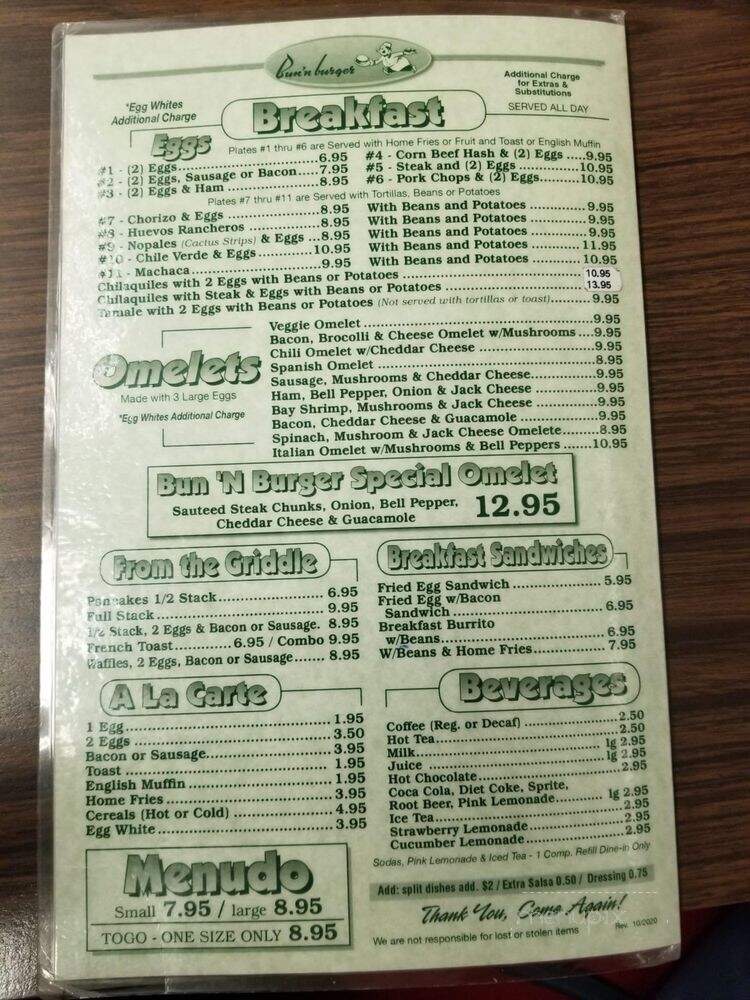 Bun'n burger
*Egg Whites
Additional Charge
Breakfast
Additional Charge
for Extras &
Substitutions
SERVED ALL DAY
Eggs
Plates #1 thru #6 are Served with Home Fries or Fruit and Toast or English Muffin
#1 - (2) Eggs..........6.95
#2 - (2) Eggs, Sausage or Bacon.....7.95
#3 - (2) Eggs & Ham ..........8.95
#4 - Corn Beef Hash & (2) Eggs .....9.95
#5 - Steak and (2) Eggs ..........10.95
#6 - Pork Chops & (2) Eggs.......10.95
Plates #7 thru #11 are Served with Tortillas, Beans or Potatoes
#7 - Chorizo & Eggs ..........8.95 With Beans and Potatoes ..........9.95
#8 - Huevos Rancheros ..........8.95 With Beans and Potatoes ..........9.95
#9 - Nopales (Cactus Strips) & Eggs ...8.95 With Beans and Potatoes ..........9.95
#10 - Chile Verde & Eggs..........10.95 With Beans and Potatoes ..........11.95
#11 - Machaca..........9.95 With Beans and Potatoes ..........10.95
Chilaquiles with 2 Eggs with Beans or Potatoes ..........10.95
Chilaquiles with Steak & Eggs with Beans or Potatoes ..........13.95
Tamale with 2 Eggs with Beans or Potatoes (Not served with tortillas or toast)..........9.95
Omelets
Made with 3 Large Eggs
*Egg Whites Additional Charge
Veggie Omelet ..........9.95
Bacon, Brocolli & Cheese Omelet w/Mushrooms ....9.95
Chili Omelet w/Cheddar Cheese ..........9.95
Spanish Omelet ..........8.95
Sausage, Mushrooms & Cheddar Cheese..........9.95
Ham, Bell Pepper, Onion & Jack Cheese ..........9.95
Bay Shrimp, Mushrooms & Jack Cheese ..........9.95
Bacon, Cheddar Cheese & Guacamole ..........9.95
Spinach, Mushroom & Jack Cheese Omelete..........8.95
Italian Omelet w/Mushrooms & Bell Peppers .......10.95
Bun 'N Burger Special Omelet
Sauteed Steak Chunks, Onion, Bell Pepper,
Cheddar Cheese & Guacamole
12.95
From the Griddle
Pancakes 1/2 Stack.......... 6.95
Full Stack.......... 9.95
1/2 Stack, 2 Eggs & Bacon or Sausage. 8.95
French Toast............6.95 / Combo 9.95
Waffles, 2 Eggs, Bacon or Sausage....... 8.95
Breakfast Sandwiches
Fried Egg Sandwich .......... 5.95
Fried Egg w/Bacon
Sandwich.......... 6.95
Breakfast Burrito
w/Beans.......... 6.95
W/Beans & Home Fries.......... 7.95
A La Carte
1 Egg.......... 1.95
2 Eggs .......... 3.50
Bacon or Sausage.......... 3.95
Toast .......... 1.95
English Muffin .......... 1.95
Home Fries .......... 3.95
Cereals (Hot or Cold) .......... 4.95
Egg White .......... 3.95
Beverages
Coffee (Reg. or Decaf) ..........2.50
Hot Tea..........2.50
Milk.......... lg 2.95
Juice .......... lg 2.95
Hot Chocolate..........2.95
Coca Cola, Diet Coke, Sprite,
Root Beer, Pink Lemonade.......... lg 2.95
Ice Tea..........2.95
Strawberry Lemonade..........2.95
Cucumber Lemonade..........2.95
Sodas, Pink Lemonade & Iced Tea - 1 Comp. Refill Dine-in Only
Menudo
Small 7.95 / large 8.95
TOGO - ONE SIZE ONLY 8.95
Add: split dishes add. $2 / Extra Salsa 0.50 / Dressing 0.75
Thank You, Come Again!
We are not responsible for lost or stolen items
Rev. 10/2020